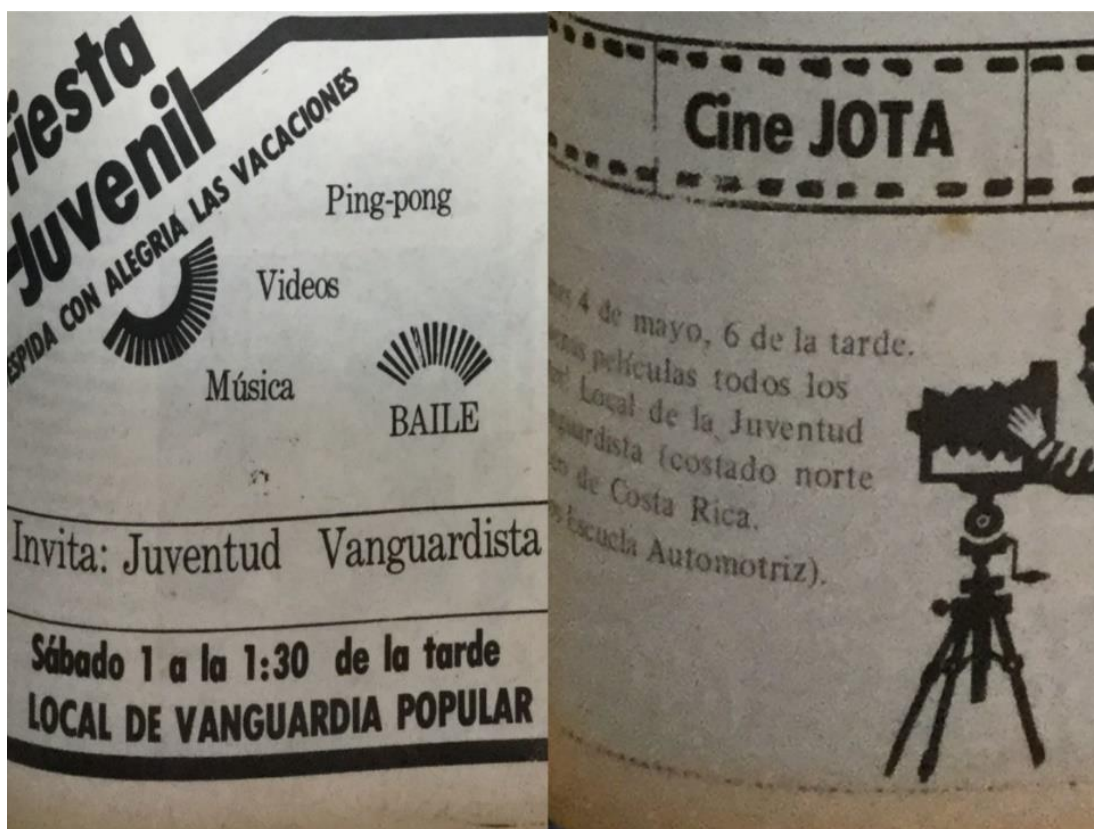 Fiesta
Juvenil
ESPIDA CON ALEGRIA LAS VACACIONES
Ping-pong
Videos
Música
BAILE
Invita: Juventud Vanguardista
Sábado 1 a la 1:30 de la tarde
LOCAL DE VANGUARDIA POPULAR
Cine JOTA
4 de mayo, 6 de la tarde.
películas todos los
Local de la Juventud
guardista (costado norte
de Costa Rica.
Escuela Automotriz).